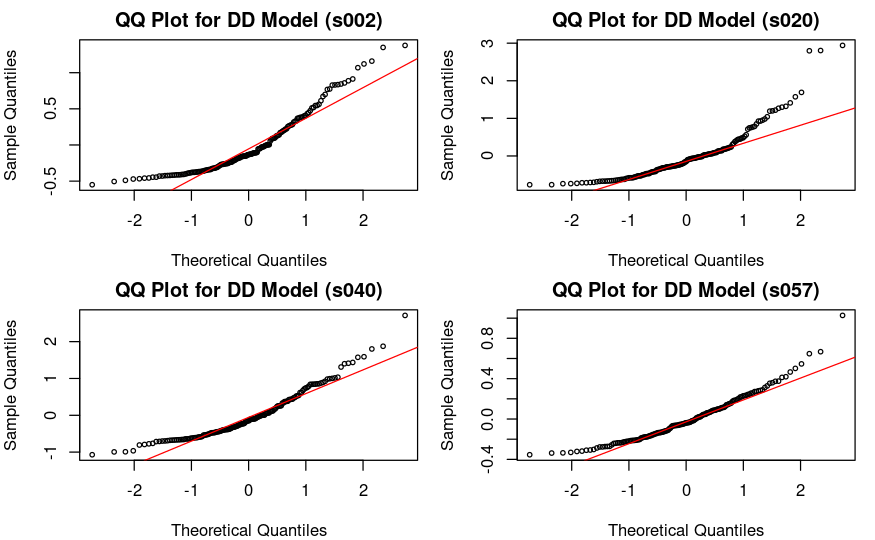 QQ Plot for DD Model (s002)
Sample Quantiles
-0.5 0.5
-2 -1 0 1 2
Theoretical Quantiles
QQ Plot for DD Model (s020)
Sample Quantiles
0 1 2 3
-2 -1 0 1 2
Theoretical Quantiles
QQ Plot for DD Model (s040)
Sample Quantiles
-1 0 1 2
-2 -1 0 1 2
Theoretical Quantiles
QQ Plot for DD Model (s057)
Sample Quantiles
-0.4 0.0 0.4 0.8
-2 -1 0 1 2
Theoretical Quantiles